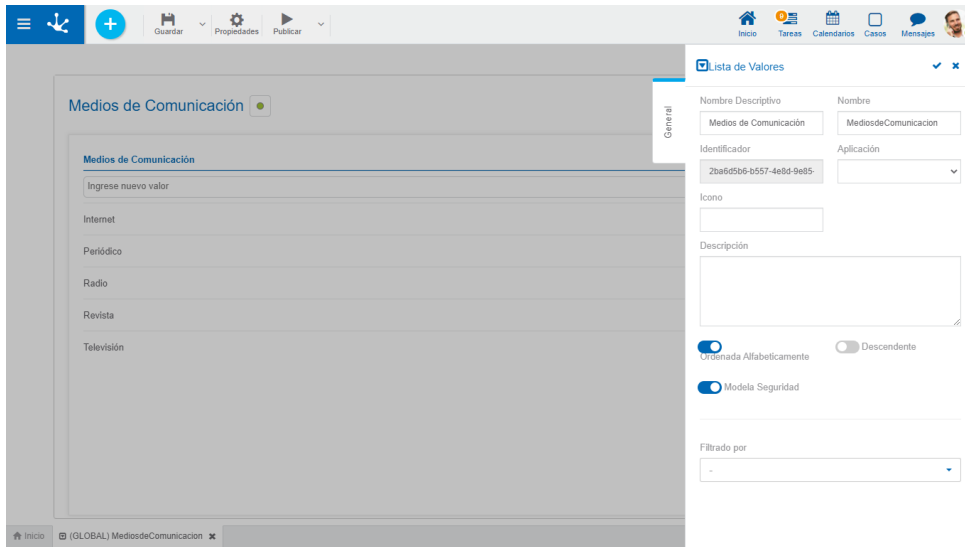 Guardar
Propiedades
Publicar
Inicio
9
Tareas
Calendarios
Casos
Mensajes
Medios de Comunicación
Medios de Comunicación
Ingrese nuevo valor
Internet
Periódico
Radio
Revista
Televisión
General
Lista de Valores
Nombre Descriptivo Nombre
Medios de Comunicación MediosdeComunicacion
Identificador Aplicación
2ba6d5b6-b557-4e8d-9e85-
Icono
Descripción
Ordenada Alfabeticamente
Descendente
Modela Seguridad
Filtrado por
-
Inicio
(GLOBAL) MediosdeComunicacion